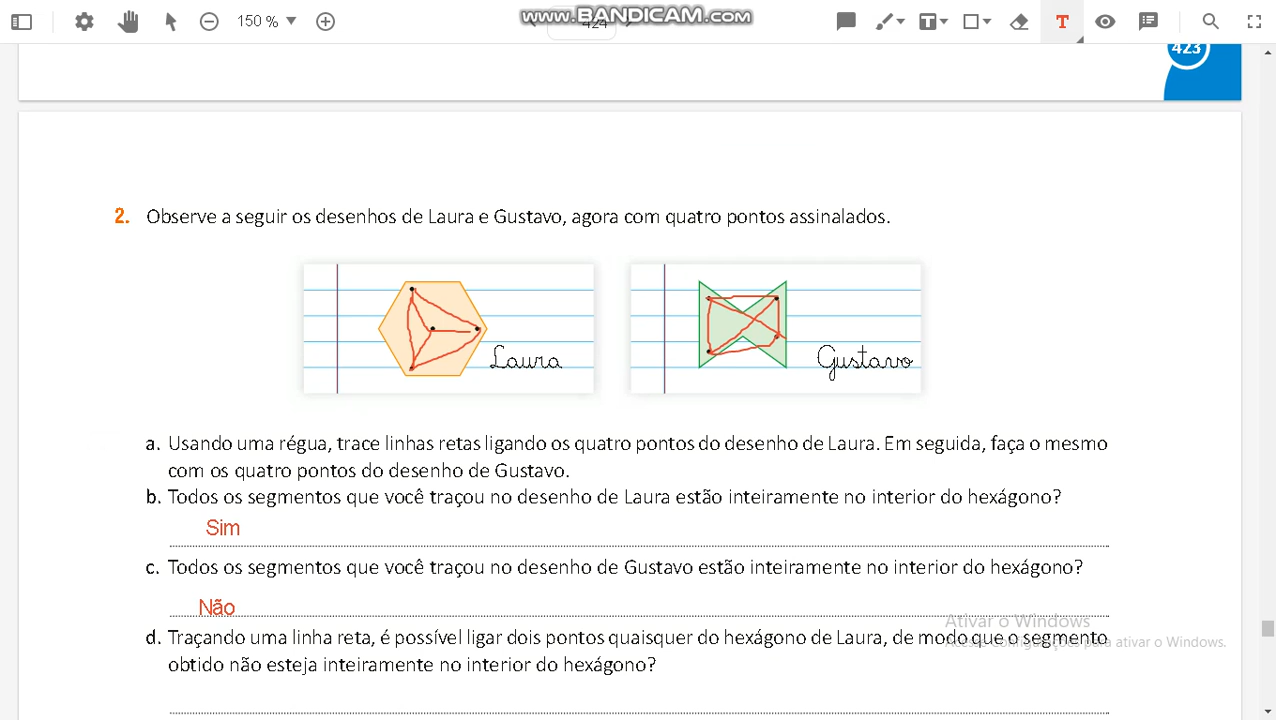 150 %
www.BANDICAM.com
424
T
423
2. Observe a seguir os desenhos de Laura e Gustavo, agora com quatro pontos assinalados.
Laura
Gustavo
a. Usando uma régua, trace linhas retas ligando os quatro pontos do desenho de Laura. Em seguida, faça o mesmo
com os quatro pontos do desenho de Gustavo.
b. Todos os segmentos que você traçou no desenho de Laura estão inteiramente no interior do hexágono?
Sim
c. Todos os segmentos que você traçou no desenho de Gustavo estão inteiramente no interior do hexágono?
Não
Ativar o Windows
d. Traçando uma linha reta, é possível ligar dois pontos quaisquer do hexágono de Laura, de modo que o segmento
Acesse Configurações para ativar o Windows.
obtido não esteja inteiramente no interior do hexágono?